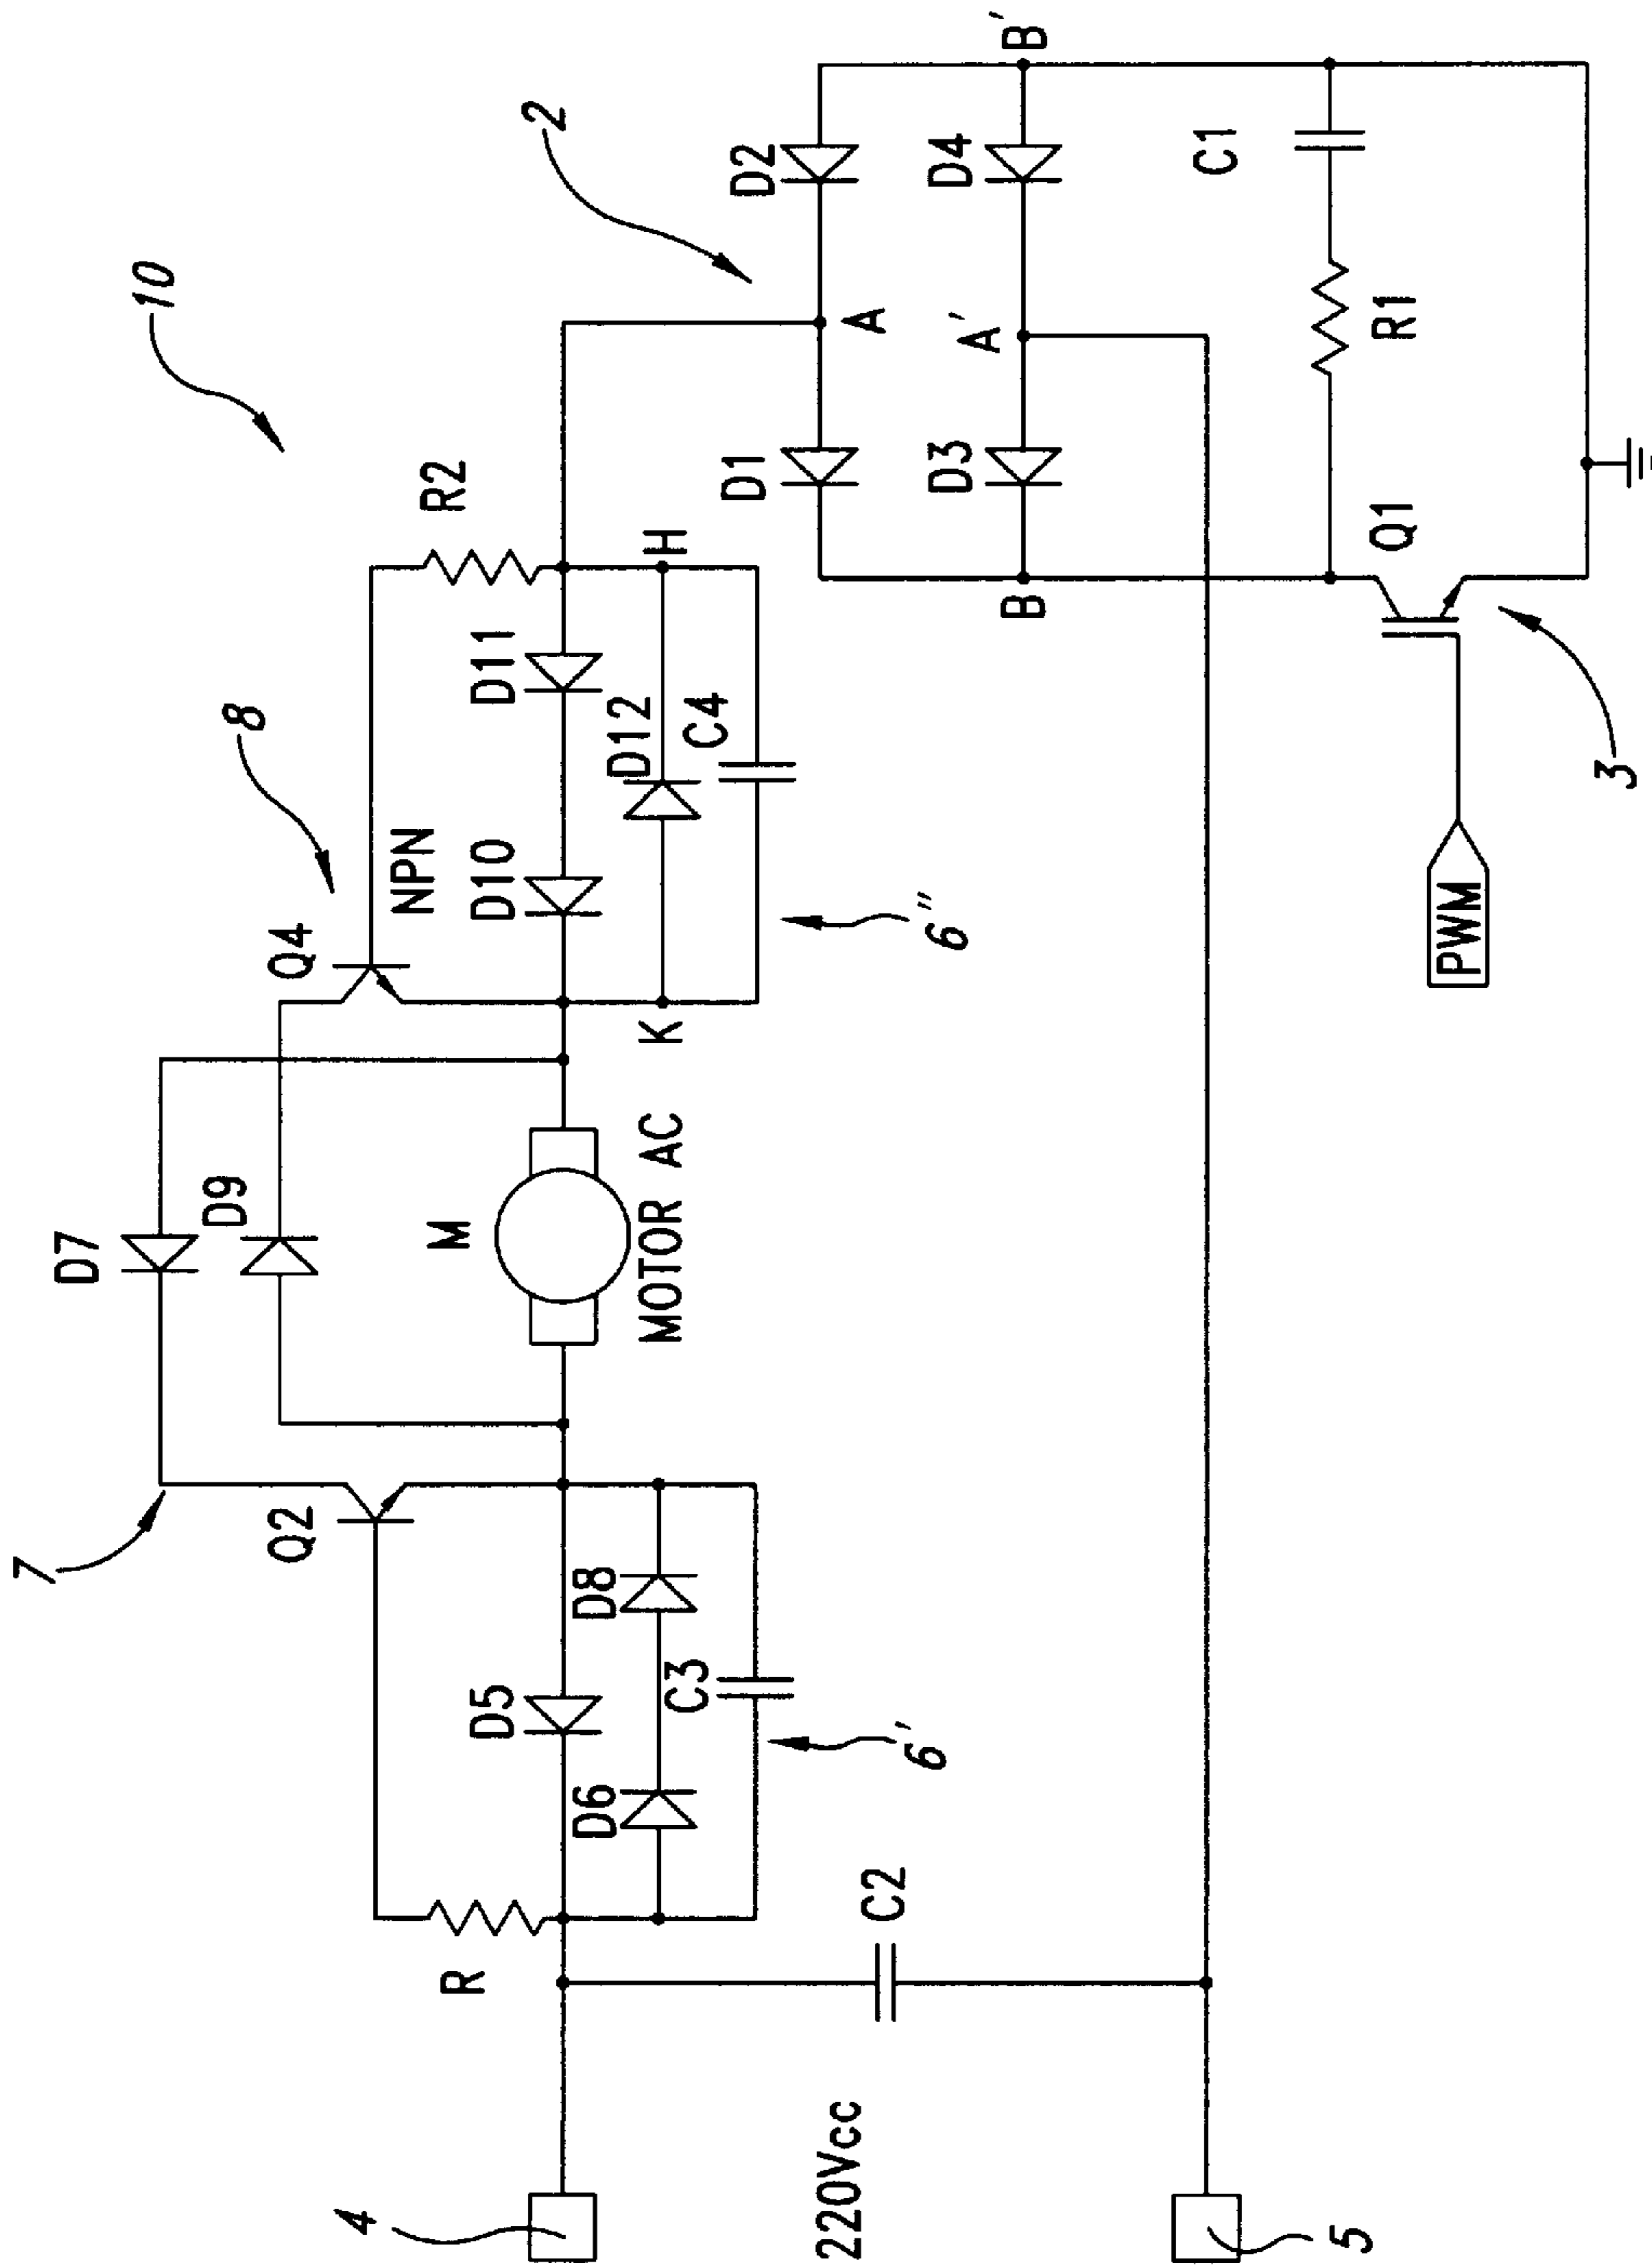 10
2
7
8
D7
D9
Q2
Q4
NPN
R2
R
D5
M
D10
D11
H
D6
D8
C3
MOTOR AC
K
D12
C4
6'
6"
D1
D2
A
D3
D4
A'
B
B'
C2
220Vcc
4
5
C1
R1
Q1
PWM
3